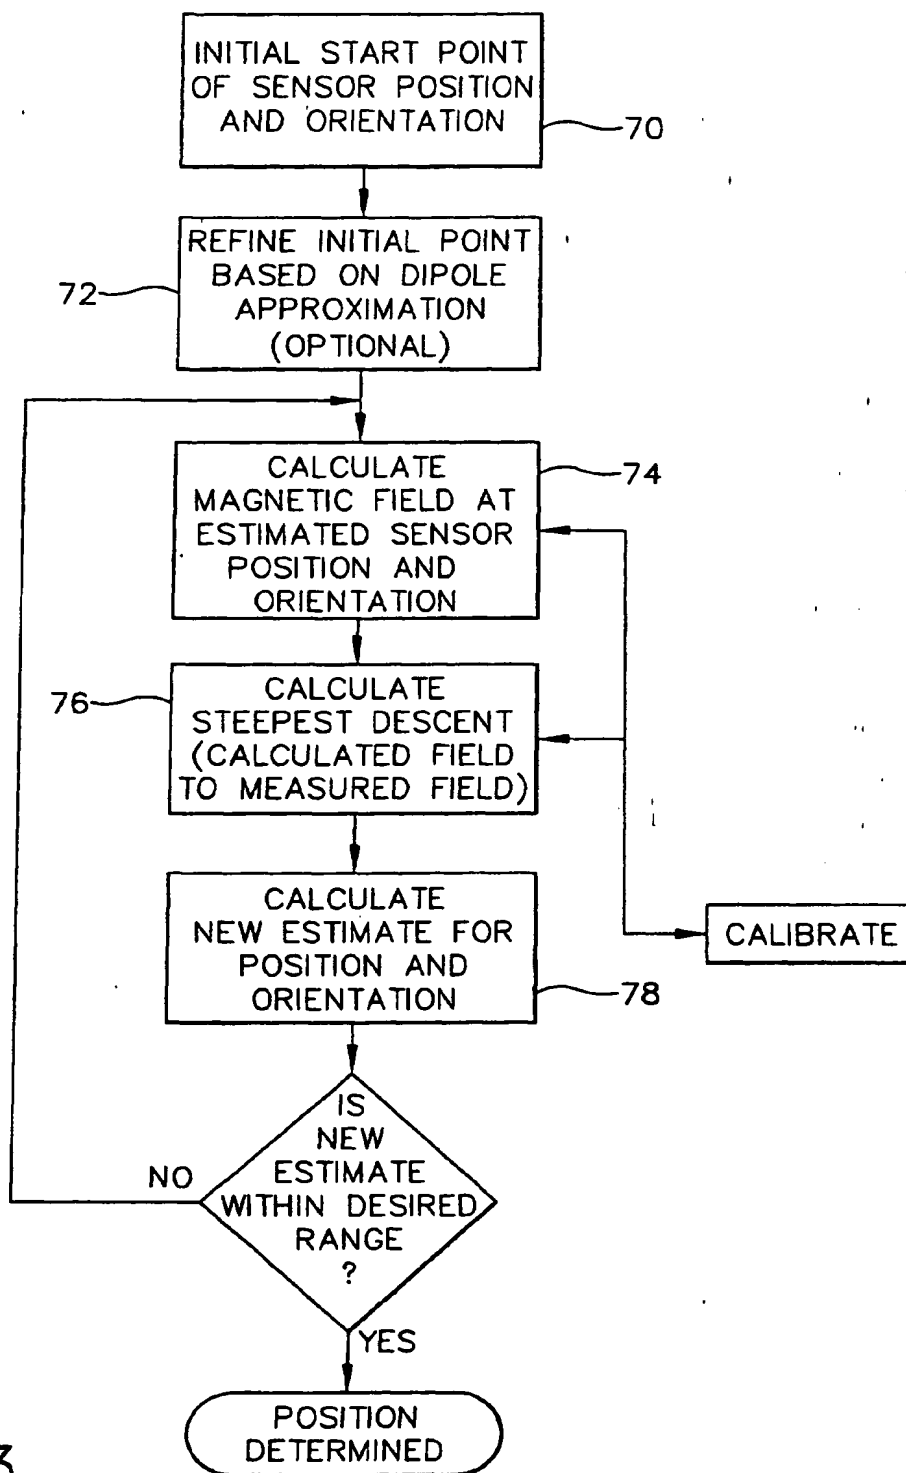 INITIAL START POINT
OF SENSOR POSITION
AND ORIENTATION
70
REFINE INITIAL POINT
BASED ON DIPOLE
APPROXIMATION
(OPTIONAL)
72
CALCULATE
MAGNETIC FIELD AT
ESTIMATED SENSOR
POSITION AND
ORIENTATION
74
CALCULATE
STEEPEST DESCENT
(CALCULATED FIELD
TO MEASURED FIELD)
76
CALCULATE
NEW ESTIMATE FOR
POSITION AND
ORIENTATION
78
CALIBRATE
IS
NEW
ESTIMATE
WITHIN DESIRED
RANGE
?
NO
YES
POSITION
DETERMINED